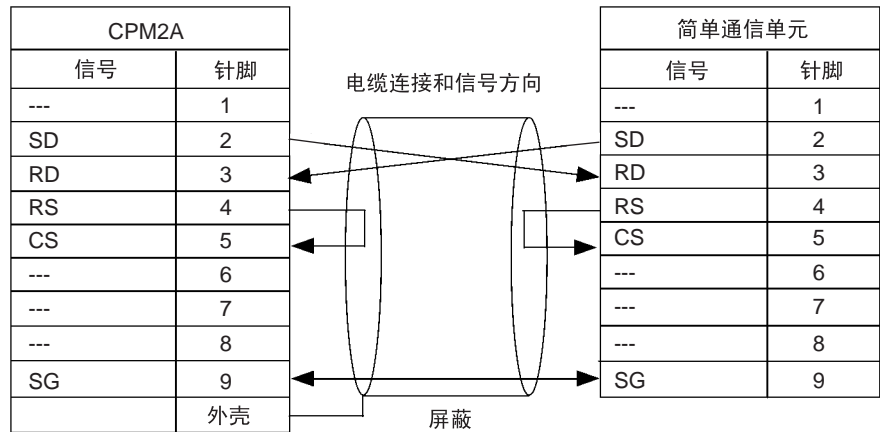 CPM2A
信号 针脚
--- 1
SD 2
RD 3
RS 4
CS 5
--- 6
--- 7
--- 8
SG 9
外壳
电缆连接和信号方向
屏蔽
简单通信单元
信号 针脚
--- 1
SD 2
RD 3
RS 4
CS 5
--- 6
--- 7
--- 8
SG 9